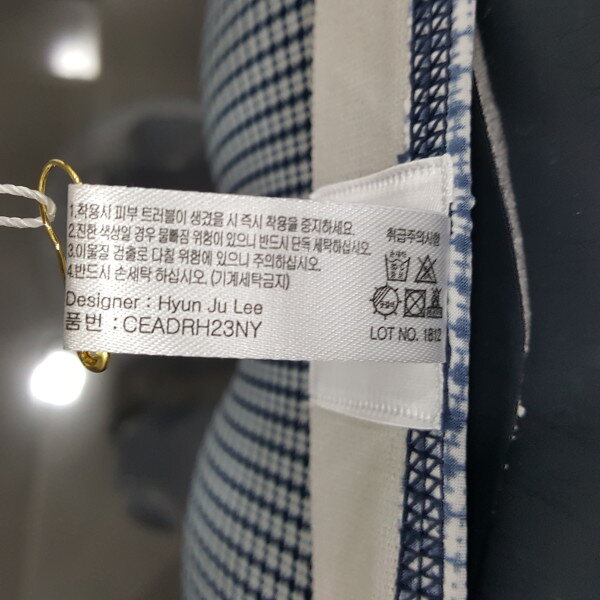 1.착용시 피부 트러블이 생겼을 시 즉시 착용을 중지하세요.
2.진한 색상일 경우 물빠짐 위험이 있으니 반드시 단독 세탁하십시오.
3.이물질 검출로 다칠 위험에 있으니 주의하십시오.
4.반드시 손세탁 하십시오. (기계세탁금지)
Designer : Hyun Ju Lee
품번 : CEADRH23NY
취급주의사항
LOT NO. 1812